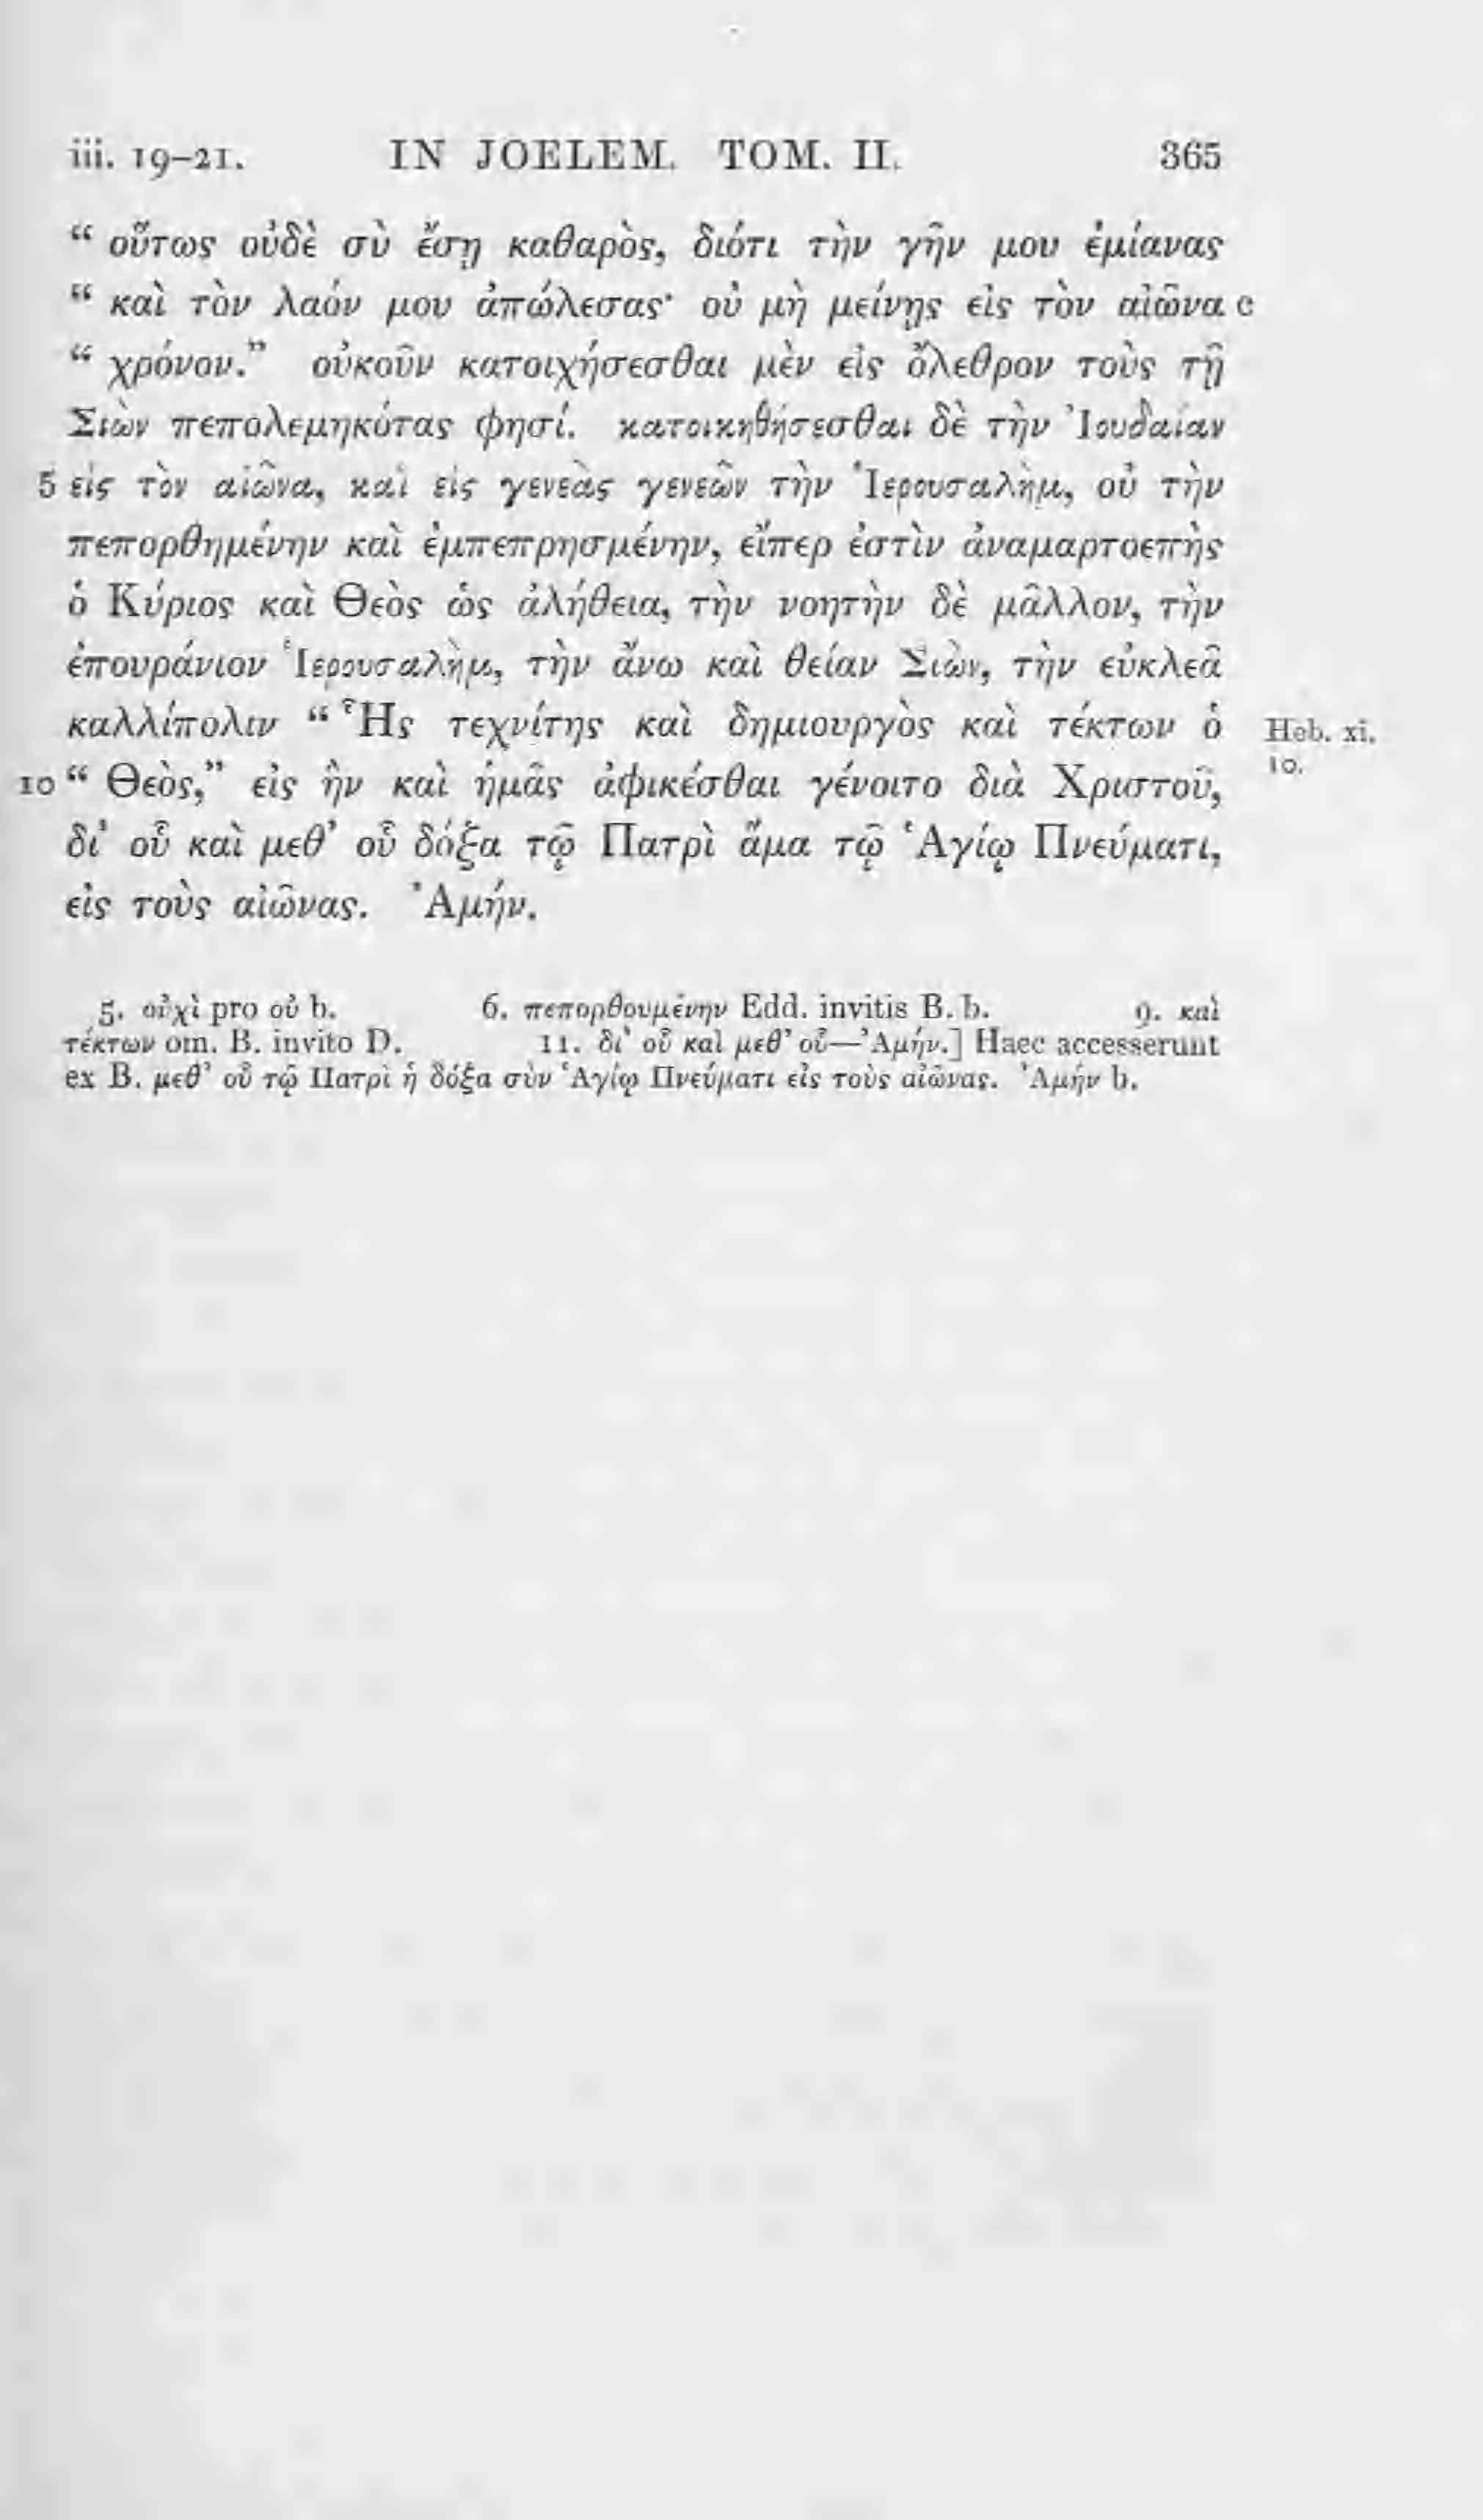 iii. 19–21. IN JOELEM. TOM. II. 365
“ οὕτως οὐδὲ σὺ ἔσῃ καθαρὸς, διότι τὴν γῆν μου ἐμίανας
“ καὶ τὸν λαόν μου ἀπώλεσας· οὐ μὴ μείνῃς εἰς τὸν αἰῶνα c
“ χρόνον.” οὐκοῦν κατοιχήσεσθαι μὲν εἰς ὄλεθρον τοὺς τῇ
Σιὼν πεπολεμηκότας φησί. κατοικηθήσεσθαι δὲ τὴν Ἰουδαίαν
5 εἰς τὸν αἰῶνα, καὶ εἰς γενεὰς γενεῶν τὴν Ἱερουσαλὴμ, οὐ τὴν
πεπορθημένην καὶ ἐμπεπρησμένην, εἴπερ ἐστὶν ἀναμαρτοεπὴς
ὁ Κύριος καὶ Θεὸς ὡς ἀλήθεια, τὴν νοητὴν δὲ μᾶλλον, τὴν
ἐπουράνιον Ἱερουσαλὴμ, τὴν ἄνω καὶ θείαν Σιὼν, τὴν εὐκλεᾶ
καλλίπολιν “ Ἧς τεχνίτης καὶ δημιουργὸς καὶ τέκτων ὁ Heb. xi.
10 “ Θεὸς,” εἰς ἣν καὶ ἡμᾶς ἀφικέσθαι γένοιτο διὰ Χριστοῦ, 10.
δι’ οὗ καὶ μεθ’ οὗ δόξα τῷ Πατρὶ ἅμα τῷ Ἁγίῳ Πνεύματι,
εἰς τοὺς αἰῶνας. Ἀμήν.
5. οὐχὶ pro οὐ b. 6. πεπορθουμένην Edd. invitis B. b. 9. καὶ
τέκτων om. B. invito D. 11. δι’ οὗ καὶ μεθ’ οὗ—Ἀμήν.] Haec accesserunt
ex B. μεθ’ οὗ τῷ Πατρὶ ἡ δόξα σὺν Ἁγίῳ Πνεύματι εἰς τοὺς αἰῶνας. Ἀμήν b.